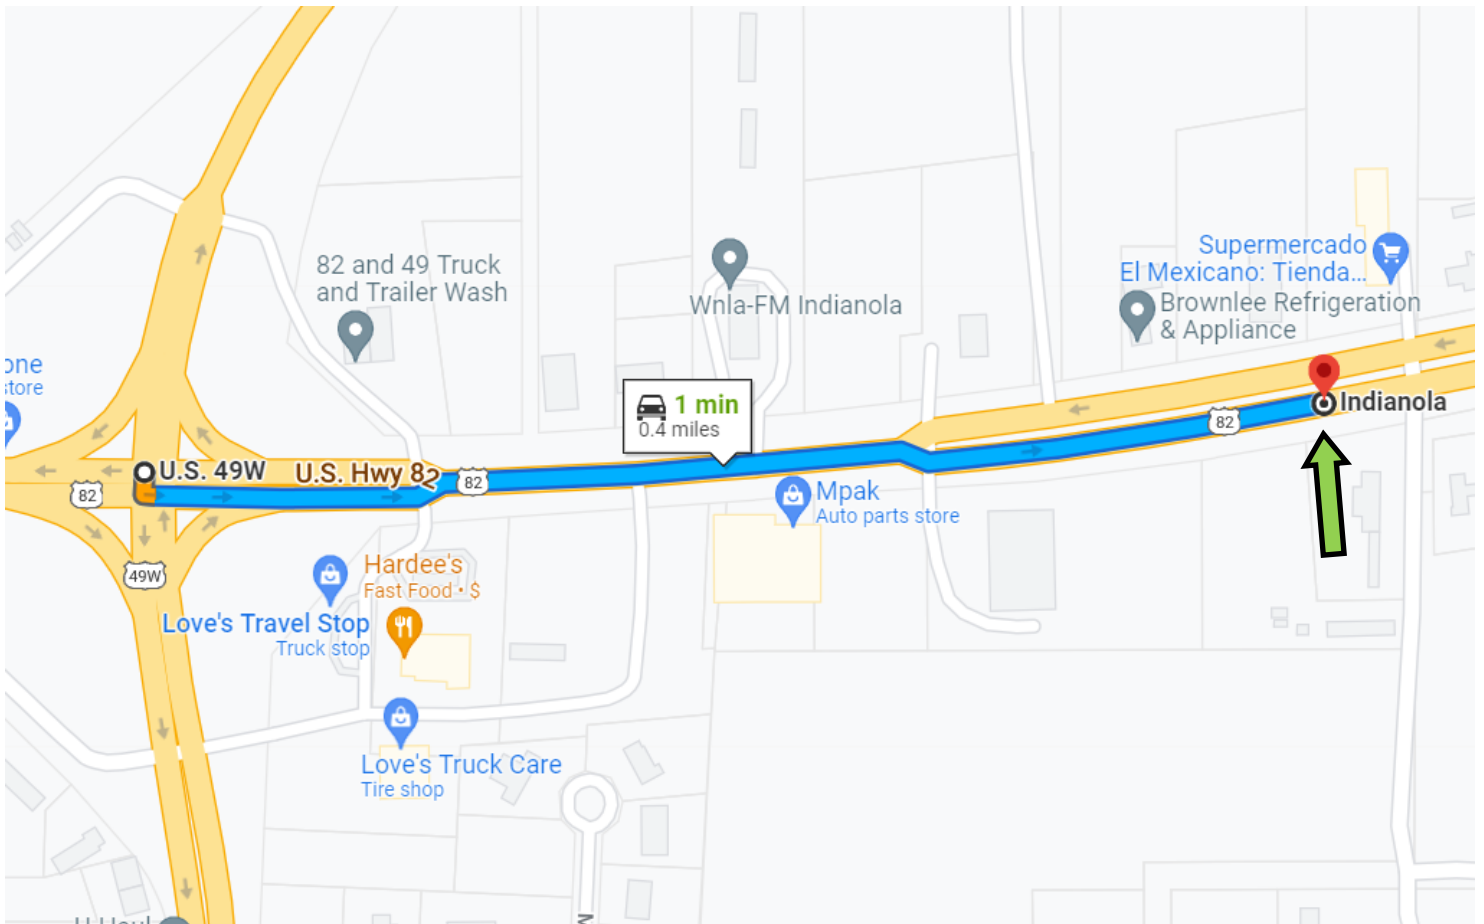 82 and 49 Truck
and Trailer Wash
Wnla-FM Indianola
Supermercado
El Mexicano: Tienda...
Brownlee Refrigeration
& Appliance
one
store
1 min
0.4 miles
Indianola
82
U.S. 49W
U.S. Hwy 82
82
82
Mpak
Auto parts store
49W
Hardee's
Fast Food · $
Love's Travel Stop
Truck stop
Love's Truck Care
Tire shop